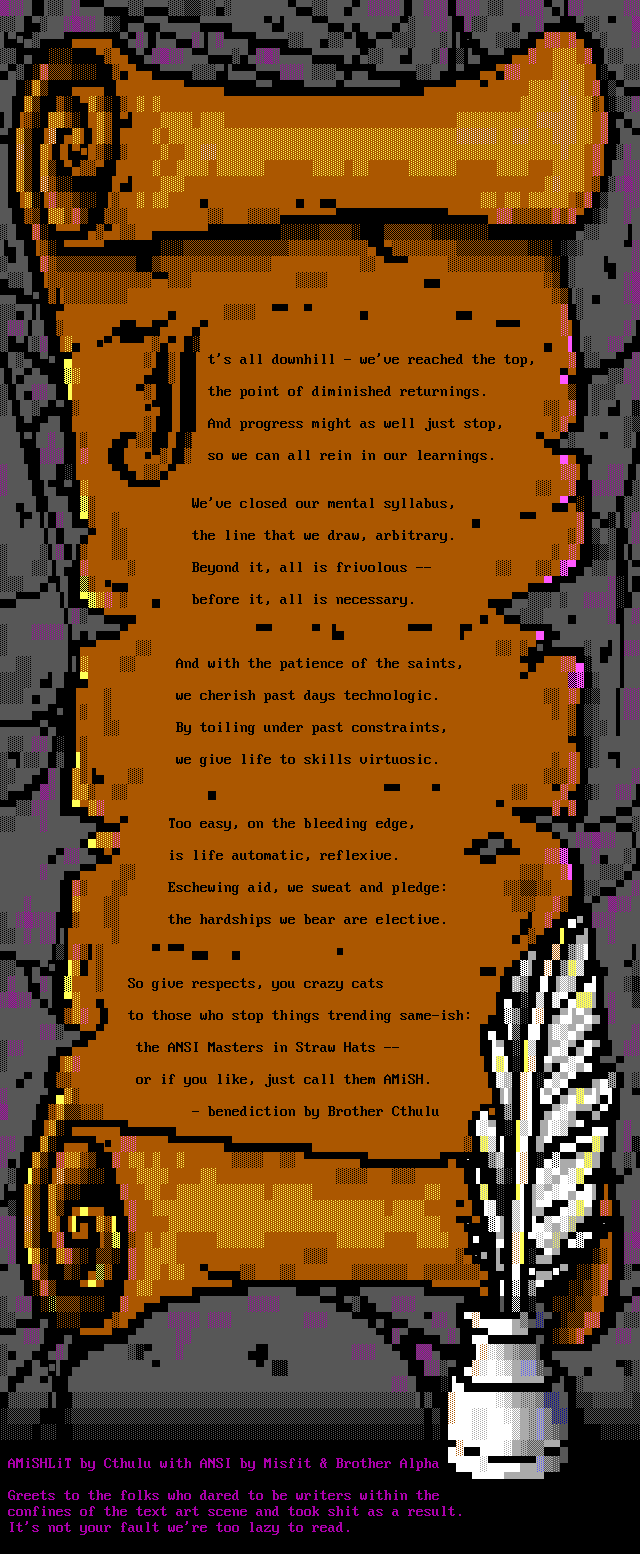 It's all downhill - we've reached the top,
the point of diminished returnings.
And progress might as well just stop,
so we can all rein in our learnings.
We've closed our mental syllabus,
the line that we draw, arbitrary.
Beyond it, all is frivolous --
before it, all is necessary.
And with the patience of the saints,
we cherish past days technologic.
By toiling under past constraints,
we give life to skills virtuosic.
Too easy, on the bleeding edge,
is life automatic, reflexive.
Eschewing aid, we sweat and pledge:
the hardships we bear are elective.
So give respects, you crazy cats
to those who stop things trending same-ish:
the ANSI Masters in Straw Hats --
or if you like, just call them AMiSH.
- benediction by Brother Cthulu
AMiSHLiT by Cthulu with ANSI by Misfit & Brother Alpha
Greets to the folks who dared to be writers within the
confines of the text art scene and took shit as a result.
It's not your fault we're too lazy to read.